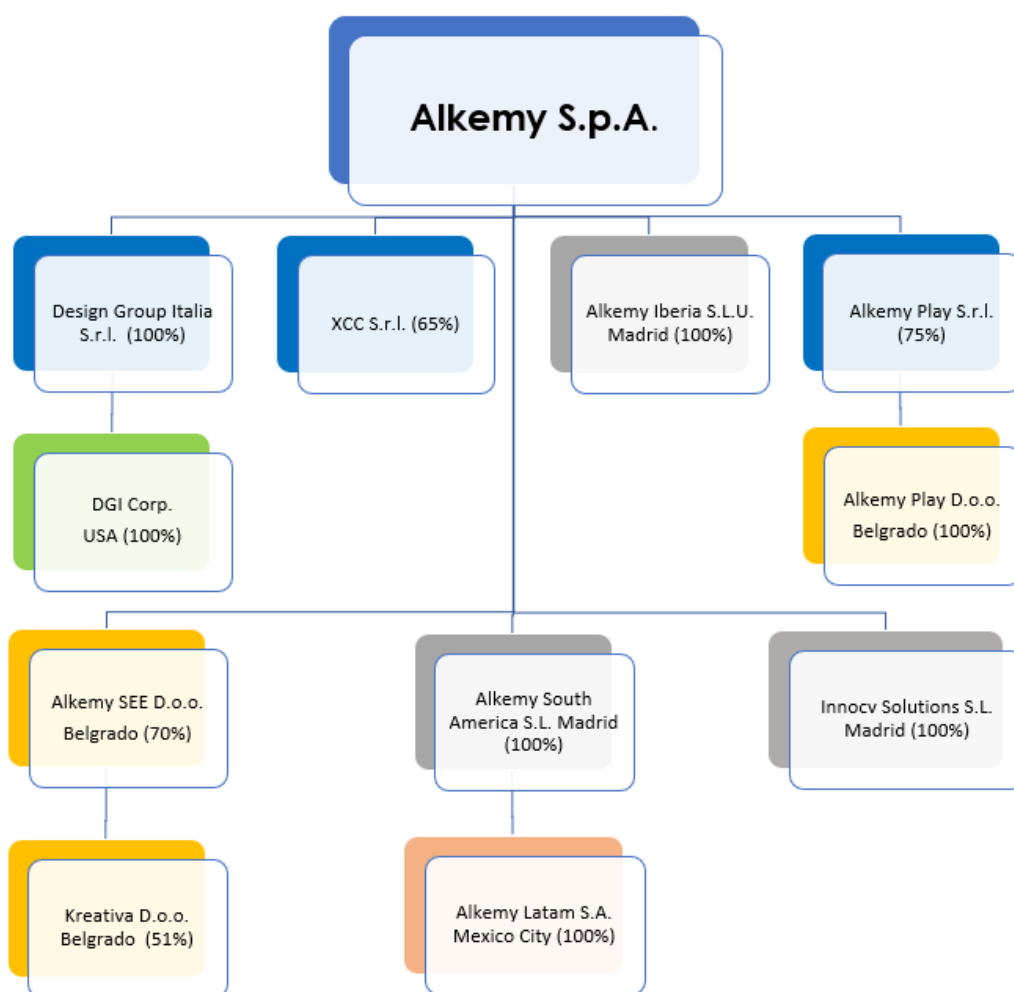 Alkemy S.p.A.
Design Group Italia
S.r.l. (100%)
XCC S.r.l. (65%)
Alkemy Iberia S.L.U.
Madrid (100%)
Alkemy Play S.r.l.
(75%)
DGI Corp.
USA (100%)
Alkemy Play D.o.o.
Belgrado (100%)
Alkemy SEE D.o.o.
Belgrado (70%)
Alkemy South
America S.L. Madrid
(100%)
Innocv Solutions S.L.
Madrid (100%)
Kreativa D.o.o.
Belgrado (51%)
Alkemy Latam S.A.
Mexico City (100%)